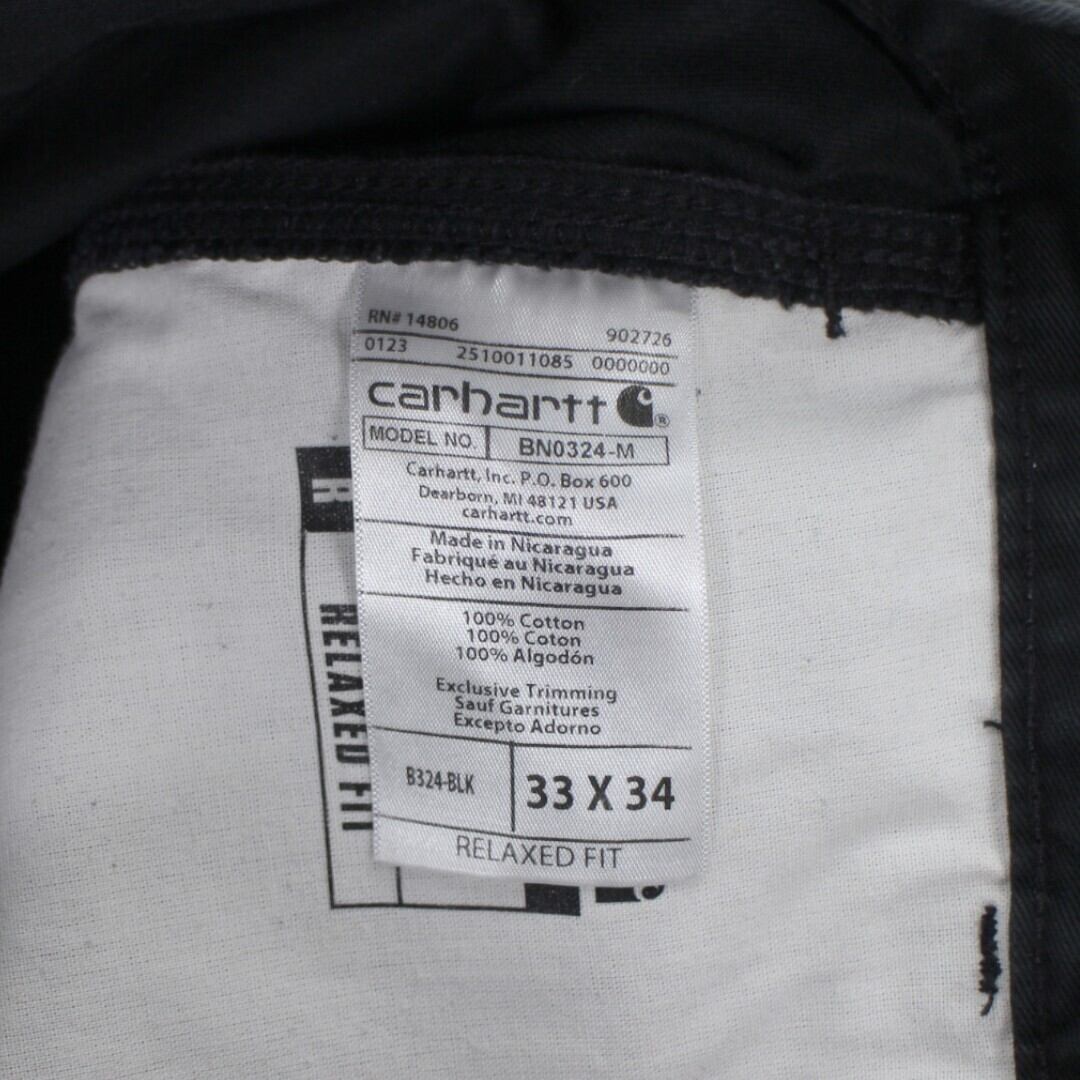 RN# 14806 902726
0123 2510011085 0000000
carhartt ®
MODEL NO. BN0324-M
Carhartt, Inc. P.O. Box 600
Dearborn, MI 48121 USA
carhartt.com
Made in Nicaragua
Fabriqué au Nicaragua
Hecho en Nicaragua
100% Cotton
100% Coton
100% Algodón
Exclusive Trimming
Sauf Garnitures
Excepto Adorno
B324-BLK 33 X 34
RELAXED FIT
R
RELAXED FIT